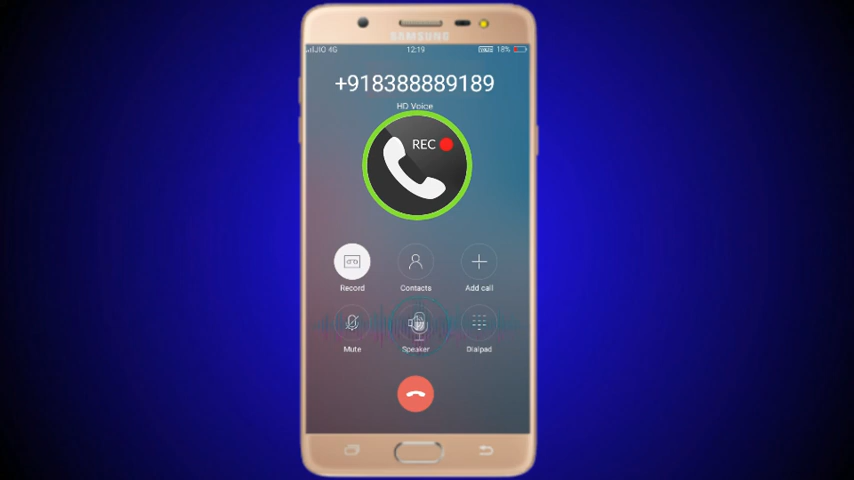 SAMSUNG
JIO 4G 12:19 18%
+918388889189
HD Voice
REC
Record Contacts Add call
Mute Speaker Dialpad